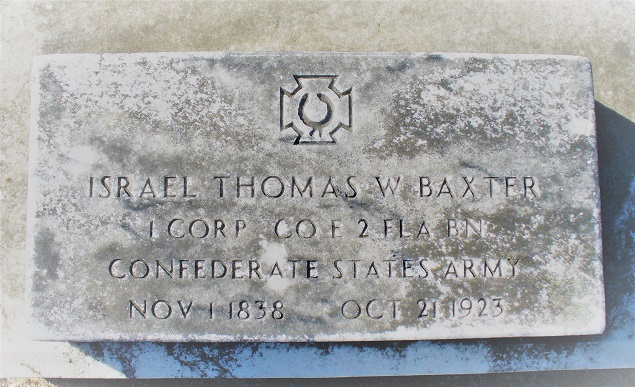 ISRAEL THOMAS W BAXTER
1 CORP CO E 2 FLA BN
CONFEDERATE STATES ARMY
NOV 1 1838 OCT 21 1923